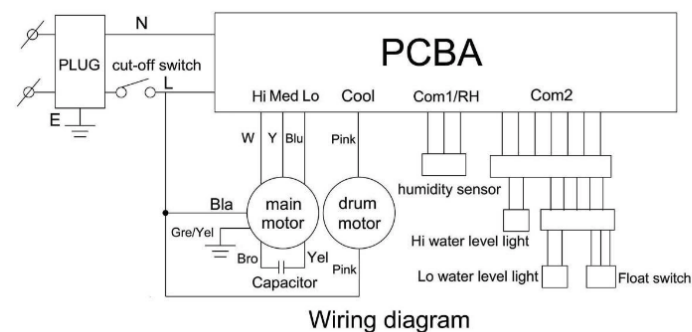 N
PCBA
PLUG
cut-off switch
L
E
Hi Med Lo
Cool
Com1/RH
Com2
W
Y
Blu
Pink
humidity sensor
Bla
main
motor
drum
motor
Gre/Yel
Hi water level light
Bro
Yel
Pink
Capacitor
Lo water level light
Float switch
Wiring diagram